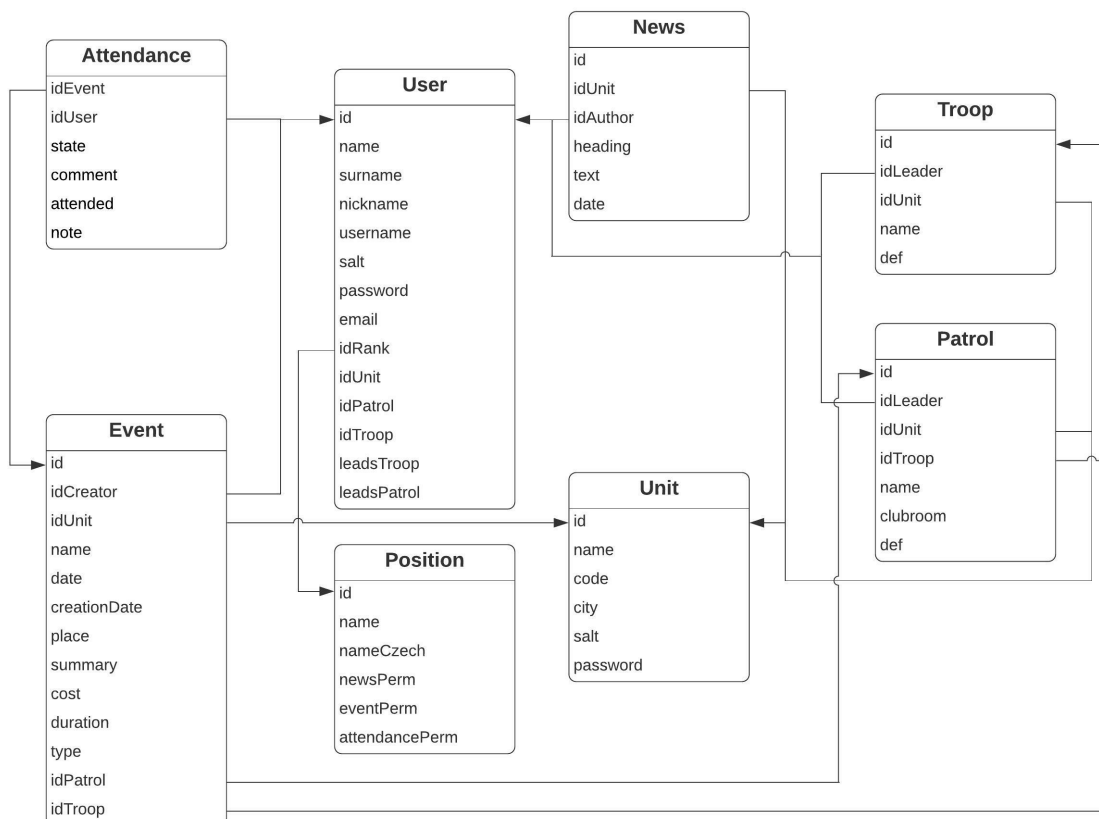 Attendance
idEvent
idUser
state
comment
attended
note
User
id
name
surname
nickname
username
salt
password
email
idRank
idUnit
idPatrol
idTroop
leadsTroop
leadsPatrol
News
id
idUnit
idAuthor
heading
text
date
Troop
id
idLeader
idUnit
name
def
Patrol
id
idLeader
idUnit
idTroop
name
clubroom
def
Event
id
idCreator
idUnit
name
date
creationDate
place
summary
cost
duration
type
idPatrol
idTroop
Position
id
name
nameCzech
newsPerm
eventPerm
attendancePerm
Unit
id
name
code
city
salt
password